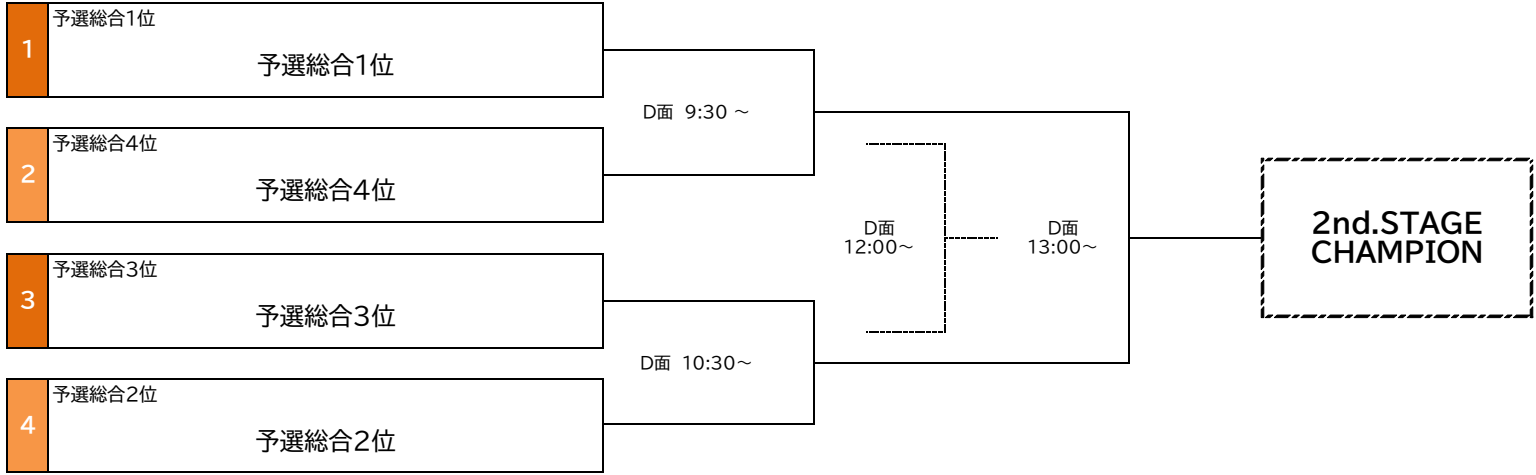 1
予選総合1位
予選総合1位
D面 9:30 ～
2
予選総合4位
予選総合4位
3
予選総合3位
予選総合3位
D面 10:30～
4
予選総合2位
予選総合2位
D面
12:00～
D面
13:00～
2nd.STAGE
CHAMPION